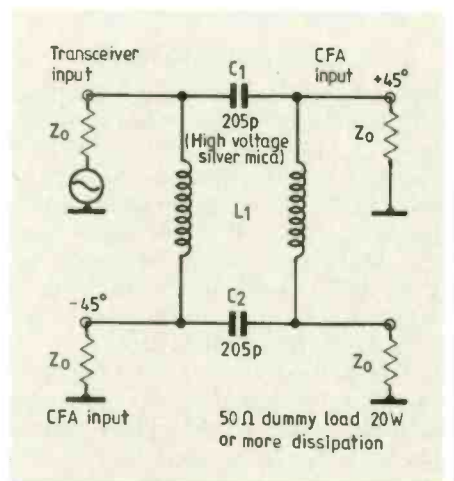 Transceiver
input
CFA
input
+45°
C1
205p
(High voltage
silver mica)
Zo
Zo
L1
-45°
C2
205p
Zo
Zo
CFA input
50Ω dummy load 20W
or more dissipation